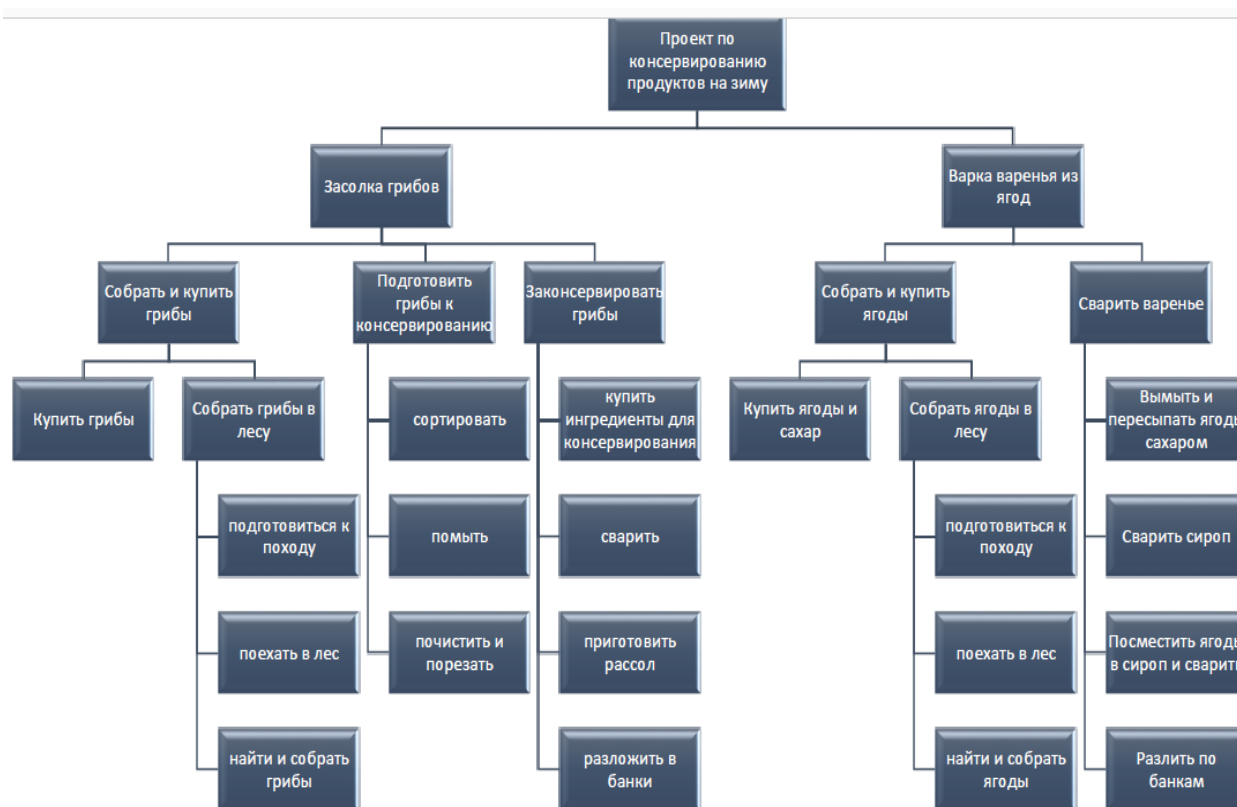 Проект по
консервированию
продуктов на зиму
Засолка грибов
Варка варенья из
ягод
Собрать и купить
грибы
Подготовить
грибы к
консервированию
Законсервировать
грибы
Собрать и купить
ягоды
Сварить варенье
Купить грибы
Собрать грибы в
лесу
сортировать
купить
ингредиенты для
консервирования
Купить ягоды и
сахар
Собрать ягоды в
лесу
Вымыть и
пересыпать ягоды
сахаром
подготовиться к
походу
помыть
сварить
подготовиться к
походу
Сварить сироп
поехать в лес
почистить и
порезать
приготовить
рассол
поехать в лес
Посместить ягоды
в сироп и сварить
найти и собрать
грибы
разложить в
банки
найти и собрать
ягоды
Разлить по
банкам